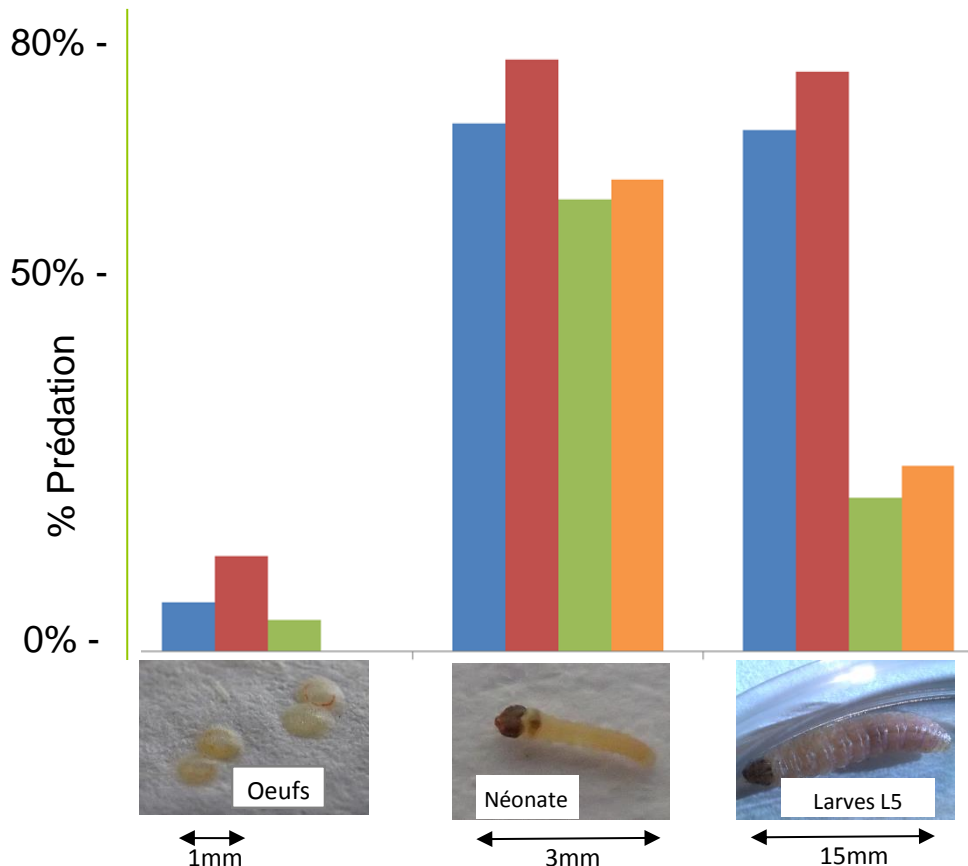 80% -
50% -
% Prédation
0% -
Oeufs
Néonate
Larves L5
1mm
3mm
15mm